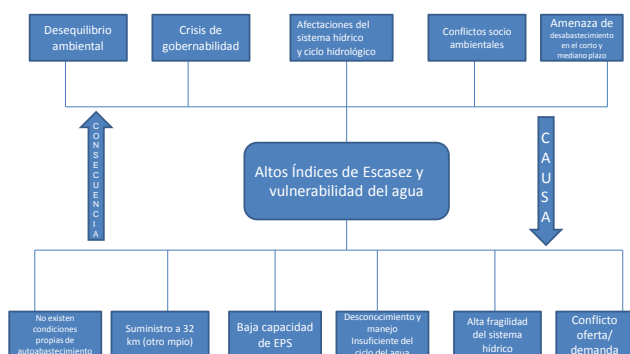 Desequilibrio
ambiental
Crisis de
gobernabilidad
Afectaciones del
sistema hídrico
y ciclo hidrológico
Conflictos socio
ambientales
Amenaza de
desabastecimiento
en el corto y
mediano plazo
CONSECUENCIA
Altos Índices de Escasez y
vulnerabilidad del agua
CAUSA
No existen
condiciones
propias de
autoabastecimiento
Suministro a 32
km (otro mpio)
Baja capacidad
de EPS
Desconocimiento y
manejo
Insuficiente del
ciclo del agua
Alta fragilidad
del sistema
hídrico
Conflicto
oferta/
demanda